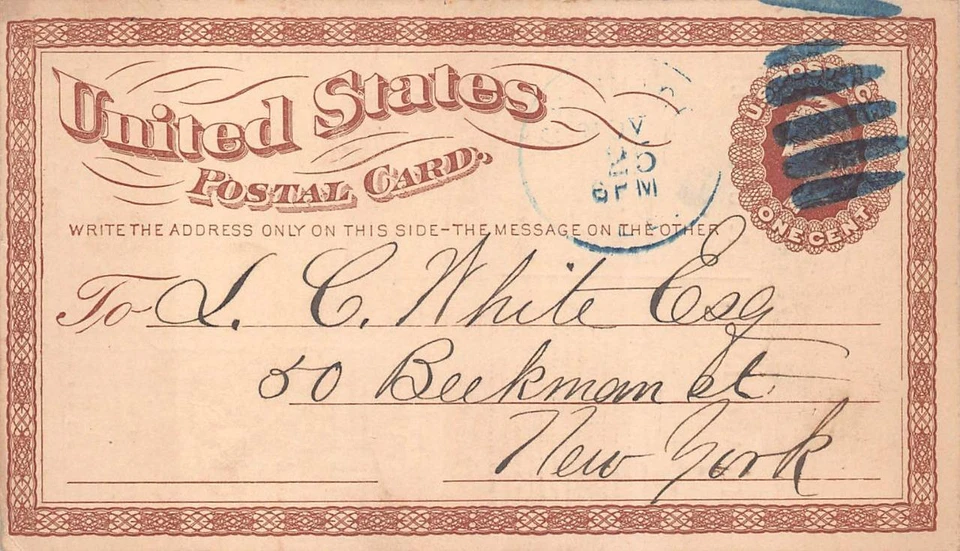 United States
POSTAL CARD.
WRITE THE ADDRESS ONLY ON THIS SIDE-THE MESSAGE ON THE OTHER
25
6PM
ONE CENT
To L. C. White Esq
50 Beekman st
New York